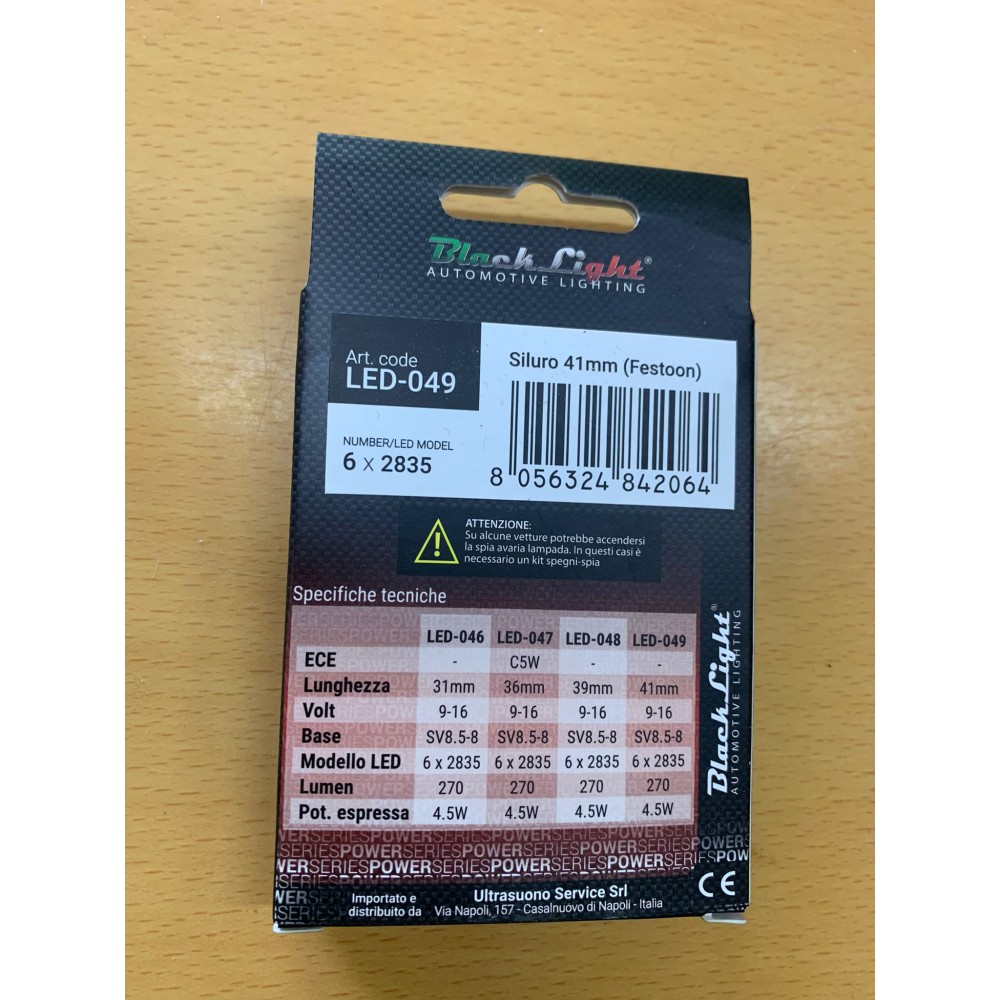 Black Light®
AUTOMOTIVE LIGHTING
Art. code
LED-049
NUMBER/LED MODEL
6 x 2835
Siluro 41mm (Festoon)
8 056324 842064
ATTENZIONE:
Su alcune vetture potrebbe accendersi
la spia avaria lampada. In questi casi è
necessario un kit spegni-spia
Specifiche tecniche
LED-046 LED-047 LED-048 LED-049
ECE - C5W - -
Lunghezza 31mm 36mm 39mm 41mm
Volt 9-16 9-16 9-16 9-16
Base SV8.5-8 SV8.5-8 SV8.5-8 SV8.5-8
Modello LED 6 x 2835 6 x 2835 6 x 2835 6 x 2835
Lumen 270 270 270 270
Pot. espressa 4.5W 4.5W 4.5W 4.5W
Black Light®
AUTOMOTIVE LIGHTING
VERSERIESPOWERSERIESPOWERSERIESPOWERSERIESPOWER
WERSERIESPOWERSERIESPOWERSERIESPOWERSERIESPOW
Importato e
distribuito da
Ultrasuono Service Srl
Via Napoli, 157 - Casalnuovo di Napoli - Italia
CE